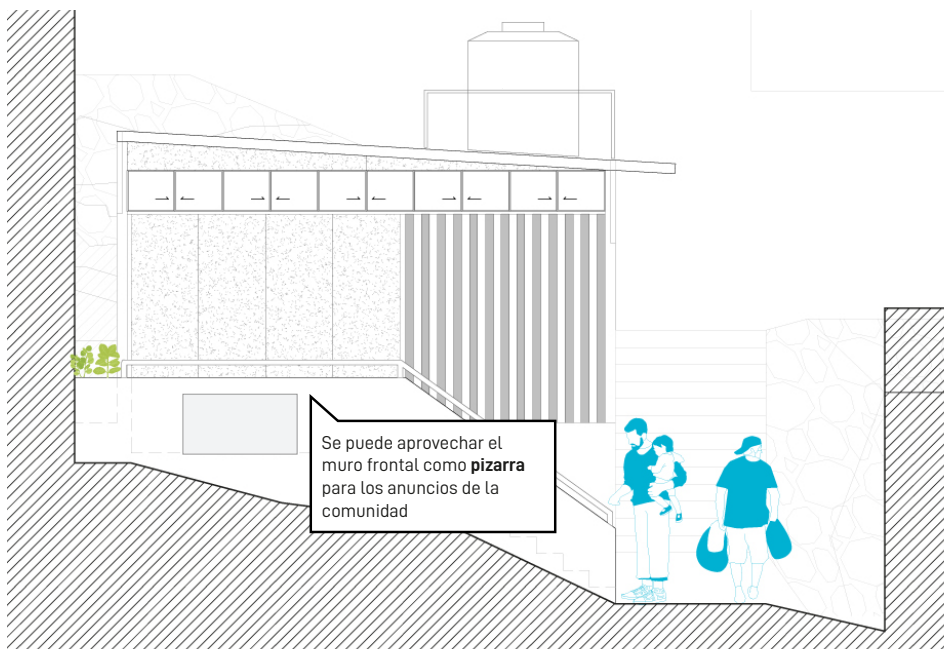 Se puede aprovechar el
muro frontal como pizarra
para los anuncios de la
comunidad